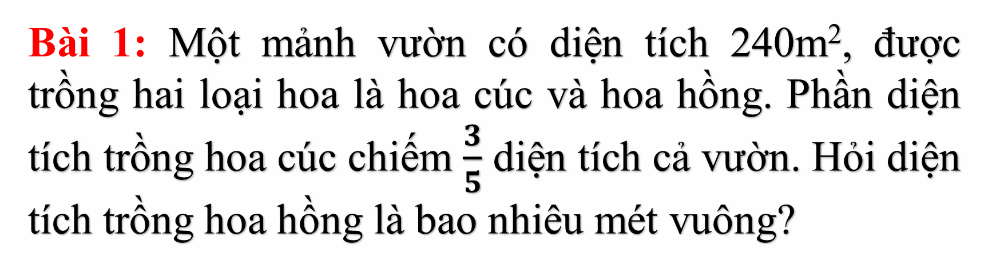 Bài 1: Một mảnh vườn có diện tích 240m², được
trồng hai loại hoa là hoa cúc và hoa hồng. Phần diện
tích trồng hoa cúc chiếm 3/5 diện tích cả vườn. Hỏi diện
tích trồng hoa hồng là bao nhiêu mét vuông?